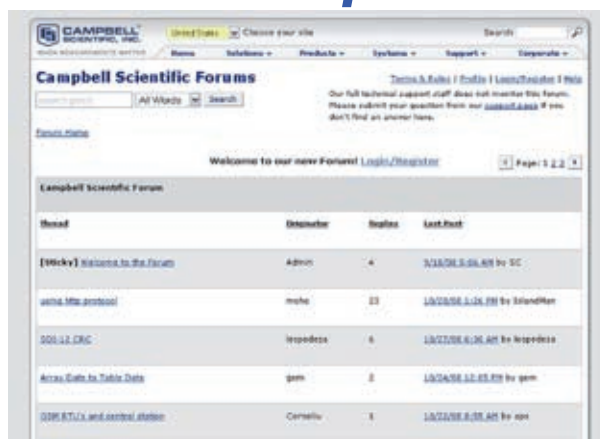 CAMPBELL
SCIENTIFIC, INC.
WHEN MEASUREMENTS MATTER
United States Choose your site
Search
Home Solutions Products Systems Support Corporate
Campbell Scientific Forums
Terms & Rules | Profile | Login/Register | Help
All Words Search
Our full technical support staff does not monitor this forum.
Please submit your question from our support page if you
don't find an answer here.
Forum Home
Welcome to our new Forum! Login/Register
Page: 1 2 3
Campbell Scientific Forum
Thread Originator Replies Last Post
[Sticky] Welcome to the Forum Admin 4 by SC
using http protocol mohe 23 by IslandMan
SDI-12 CRC lespedeza 6 by lespedeza
Array Data to Table Data gem 2 by gem
RTU's and central station Corneliu 1 by